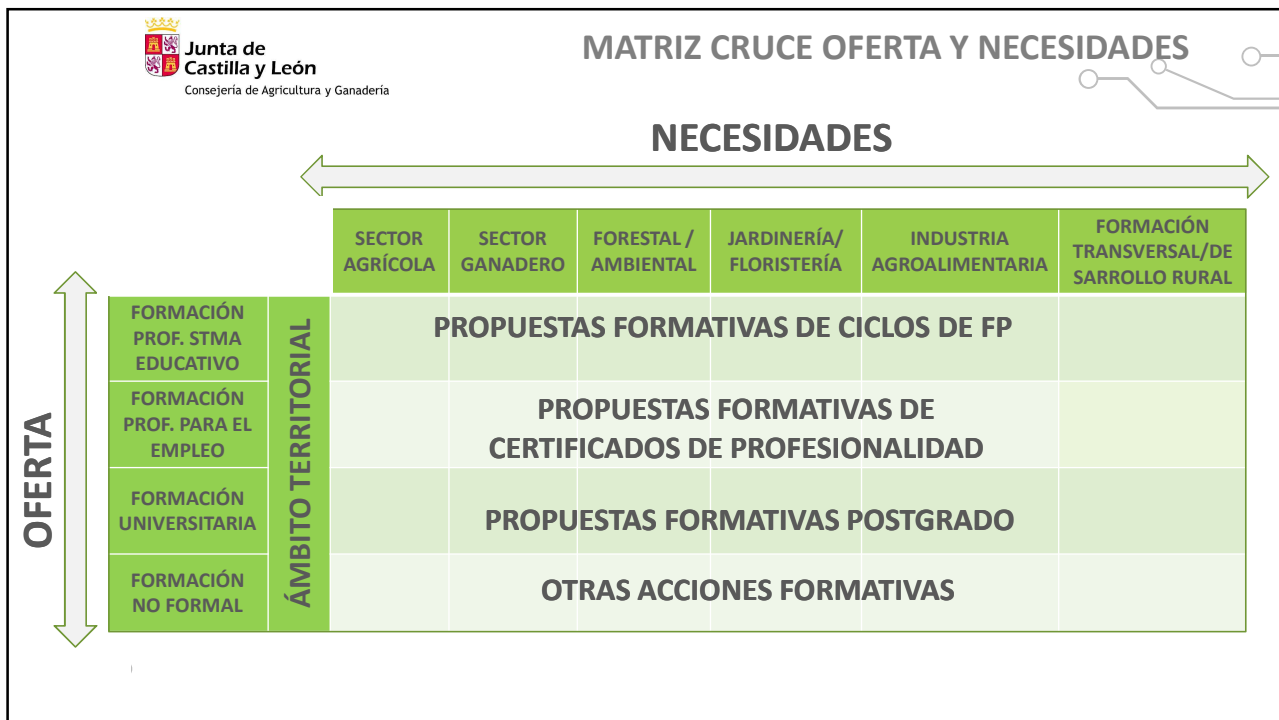 Junta de
Castilla y León
Consejería de Agricultura y Ganadería
MATRIZ CRUCE OFERTA Y NECESIDADES
NECESIDADES
SECTOR
AGRÍCOLA
SECTOR
GANADERO
FORESTAL /
AMBIENTAL
JARDINERÍA/
FLORISTERÍA
INDUSTRIA
AGROALIMENTARIA
FORMACIÓN
TRANSVERSAL/DE
SARROLLO RURAL
OFERTA
ÁMBITO TERRITORIAL
FORMACIÓN
PROF. STMA
EDUCATIVO
PROPUESTAS FORMATIVAS DE CICLOS DE FP
FORMACIÓN
PROF. PARA EL
EMPLEO
PROPUESTAS FORMATIVAS DE
CERTIFICADOS DE PROFESIONALIDAD
FORMACIÓN
UNIVERSITARIA
PROPUESTAS FORMATIVAS POSTGRADO
FORMACIÓN
NO FORMAL
OTRAS ACCIONES FORMATIVAS